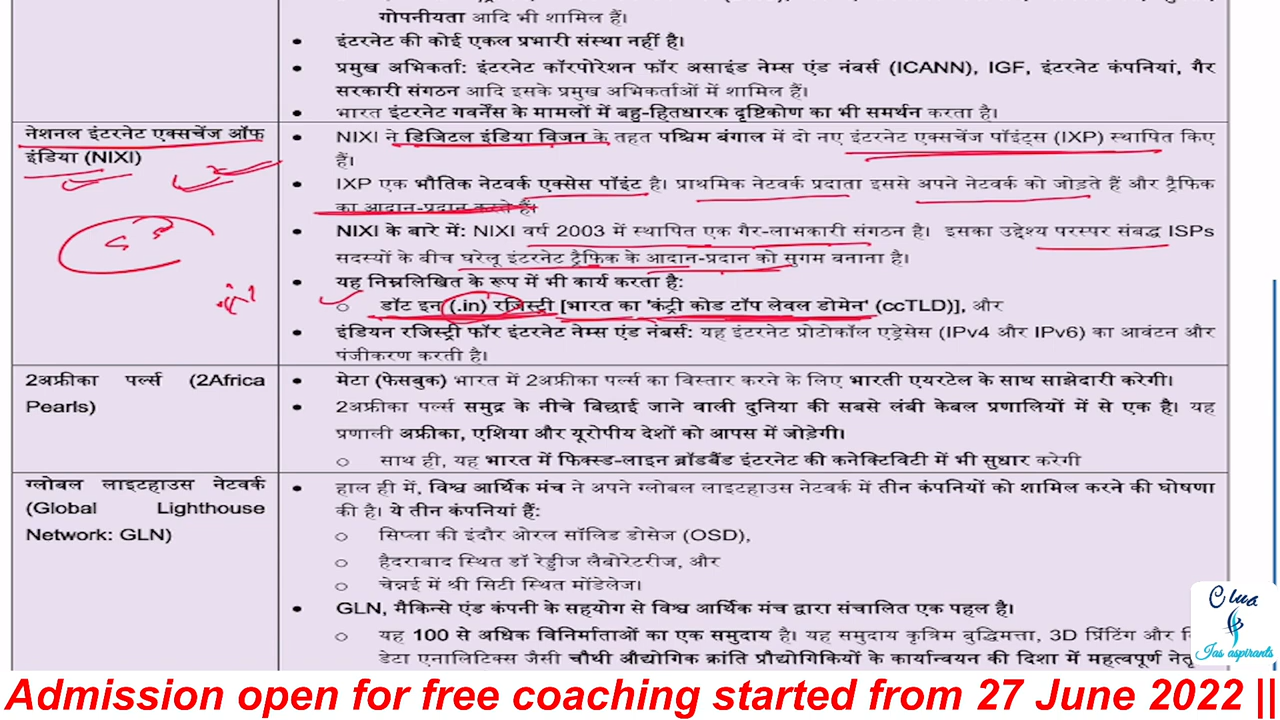 गोपनीयता आदि भी शामिल हैं।
• इंटरनेट की कोई एकल प्रभारी संस्था नहीं है।
• प्रमुख अभिकर्ता: इंटरनेट कॉरपोरेशन फॉर असाइंड नेम्स एंड नंबर्स (ICANN), IGF, इंटरनेट कंपनियां, गैर
सरकारी संगठन आदि इसके प्रमुख अभिकर्ताओं में शामिल हैं।
• भारत इंटरनेट गवर्नेंस के मामलों में बहु-हितधारक दृष्टिकोण का भी समर्थन करता है।
नेशनल इंटरनेट एक्सचेंज ऑफ
इंडिया (NIXI)
• NIXI ने डिजिटल इंडिया विजन के तहत पश्चिम बंगाल में दो नए इंटरनेट एक्सचेंज पॉइंट्स (IXP) स्थापित किए
हैं।
• IXP एक भौतिक नेटवर्क एक्सेस पॉइंट है। प्राथमिक नेटवर्क प्रदाता इससे अपने नेटवर्क को जोड़ते हैं और ट्रैफिक
का आदान-प्रदान करते हैं।
• NIXI के बारे में: NIXI वर्ष 2003 में स्थापित एक गैर-लाभकारी संगठन है। इसका उद्देश्य परस्पर संबद्ध ISPs
सदस्यों के बीच घरेलू इंटरनेट ट्रैफिक के आदान-प्रदान को सुगम बनाना है।
• यह निम्नलिखित के रूप में भी कार्य करता है:
○ डॉट इन (.in) रजिस्ट्री [भारत का 'कंट्री कोड टॉप लेवल डोमेन' (ccTLD)], और
• इंडियन रजिस्ट्री फॉर इंटरनेट नेम्स एंड नंबर्स: यह इंटरनेट प्रोटोकॉल एड्रेसेस (IPv4 और IPv6) का आवंटन और
पंजीकरण करती है।
2अफ्रीका पर्ल्स (2Africa
Pearls)
• मेटा (फेसबुक) भारत में 2अफ्रीका पर्ल्स का विस्तार करने के लिए भारती एयरटेल के साथ साझेदारी करेगी।
• 2अफ्रीका पर्ल्स समुद्र के नीचे बिछाई जाने वाली दुनिया की सबसे लंबी केबल प्रणालियों में से एक है। यह
प्रणाली अफ्रीका, एशिया और यूरोपीय देशों को आपस में जोड़ेगी।
○ साथ ही, यह भारत में फिक्स्ड-लाइन ब्रॉडबैंड इंटरनेट की कनेक्टिविटी में भी सुधार करेगी
ग्लोबल लाइटहाउस नेटवर्क
(Global Lighthouse
Network: GLN)
• हाल ही में, विश्व आर्थिक मंच ने अपने ग्लोबल लाइटहाउस नेटवर्क में तीन कंपनियों को शामिल करने की घोषणा
की है। ये तीन कंपनियां हैं:
○ सिप्ला की इंदौर ओरल सॉलिड डोसेज (OSD),
○ हैदराबाद स्थित डॉ रेड्डीज लैबोरेटरीज, और
○ चेन्नई में श्री सिटी स्थित मोंडेलेज।
• GLN, मैकिन्से एंड कंपनी के सहयोग से विश्व आर्थिक मंच द्वारा संचालित एक पहल है।
○ यह 100 से अधिक विनिर्माताओं का एक समुदाय है। यह समुदाय कृत्रिम बुद्धिमत्ता, 3D प्रिंटिंग और
डेटा एनालिटिक्स जैसी चौथी औद्योगिक क्रांति प्रौद्योगिकियों के कार्यान्वयन की दिशा में महत्वपूर्ण
Clue
Ias aspirants
Admission open for free coaching started from 27 June 2022 ||